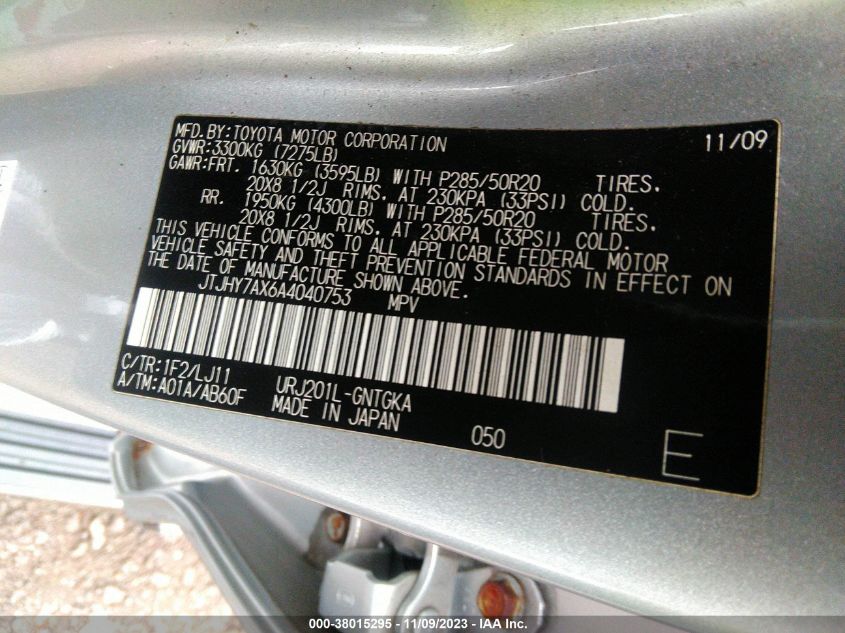 MFD. BY: TOYOTA MOTOR CORPORATION 11/09
GVWR: 3300KG (7275LB)
GAWR: FRT. 1630KG (3595LB) WITH P285/50R20 TIRES.
20X8 1/2J RIMS, AT 230KPA (33PSI) COLD.
RR. 1950KG (4300LB) WITH P285/50R20 TIRES.
20X8 1/2J RIMS, AT 230KPA (33PSI) COLD.
THIS VEHICLE CONFORMS TO ALL APPLICABLE FEDERAL MOTOR
VEHICLE SAFETY AND THEFT PREVENTION STANDARDS IN EFFECT ON
THE DATE OF MANUFACTURE SHOWN ABOVE.
JTJHY7AX6A4040753 MPV
C/TR: 1F2/LJ11
A/TM: A01A/AB60F
URJ201L-GNTGKA
MADE IN JAPAN
050
E
000-38015295 - 11/09/2023 - IAA Inc.